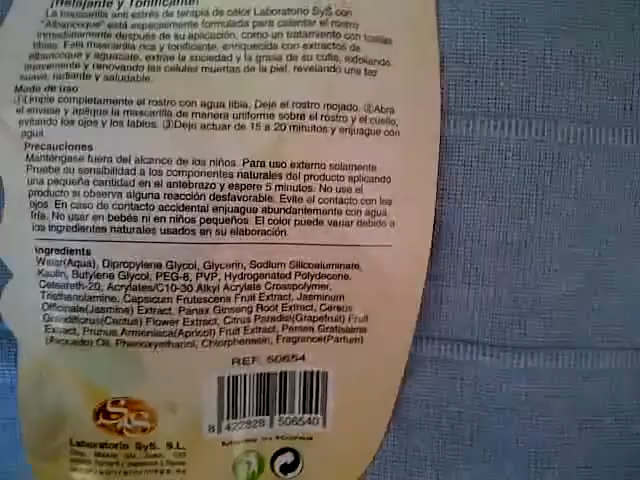 ¡Relajante y Tonificante!
La mascarilla anti estrés de terapia de calor Laboratorio SyS con
"Albaricoque" está especialmente formulada para calentar el rostro
inmediatamente después de su aplicación, como un tratamiento con toallas
tibias. Esta mascarilla rica y tonificante, enriquecida con extractos de
albaricoque y aguacate, extrae la suciedad y la grasa de su cutis, exfoliando
suavemente y renovando las células muertas de la piel, revelando una tez
suave, radiante y saludable.
Modo de uso
①Limpie completamente el rostro con agua tibia. Deje el rostro mojado. ②Abra
el envase y aplique la mascarilla de manera uniforme sobre el rostro y el cuello,
evitando los ojos y los labios. ③Deje actuar de 15 a 20 minutos y enjuague con
agua
Precauciones
Manténgase fuera del alcance de los niños. Para uso externo solamente.
Pruebe su sensibilidad a los componentes naturales del producto aplicando
una pequeña cantidad en el antebrazo y espere 5 minutos. No use el
producto si observa alguna reacción desfavorable. Evite el contacto con los
ojos. En caso de contacto accidental enjuague abundantemente con agua
fría. No usar en bebés ni en niños pequeños. El color puede variar debido a
los ingredientes naturales usados en su elaboración.
Ingredients
Water(Aqua), Dipropylene Glycol, Glycerin, Sodium Silicoaluminate,
Kaolin, Butylene Glycol, PEG-8, PVP, Hydrogenated Polydecene,
Ceteareth-20, Acrylates/C10-30 Alkyl Acrylate Crosspolymer,
Triethanolamine, Capsicum Frutescens Fruit Extract, Jasminum
Officinale(Jasmine) Extract, Panax Ginseng Root Extract, Cereus
Grandiflorus(Cactus) Flower Extract, Citrus Paradisi(Grapefruit) Fruit
Extract, Prunus Armeniaca(Apricot) Fruit Extract, Persea Gratissima
(Avocado) Oil, Phenoxyethanol, Chlorphenesin, Fragrance(Parfum)
REF. 50654
8 422828 506540
Made in Korea
SyS
Laboratorio SyS, S.L.